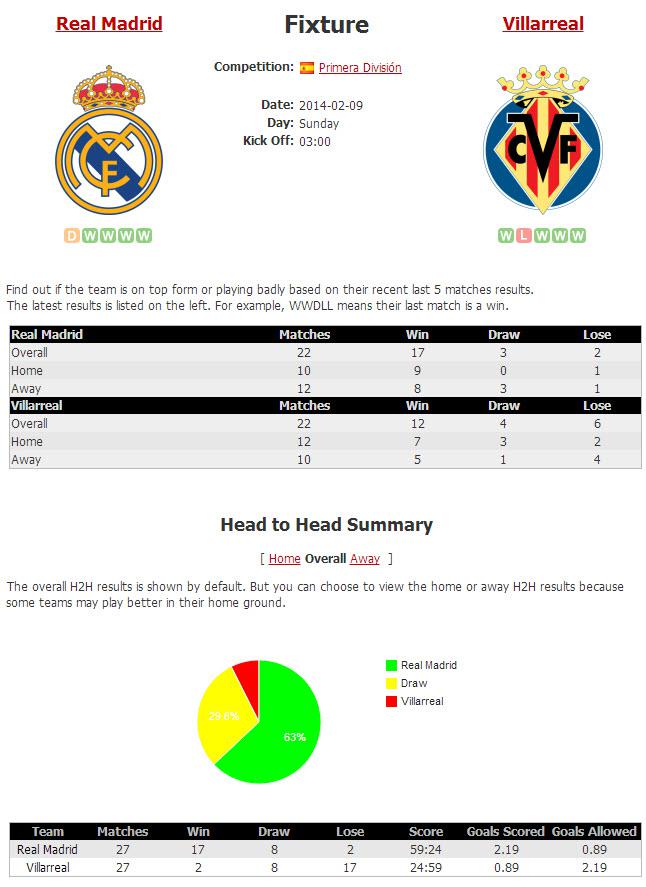 Real Madrid Fixture Villarreal
Competition: Primera División
Date: 2014-02-09
Day: Sunday
Kick Off: 03:00
CVF
D W W W W W L W W W
Find out if the team is on top form or playing badly based on their recent last 5 matches results.
The latest results is listed on the left. For example, WWDLL means their last match is a win.
Real Madrid Matches Win Draw Lose
Overall 22 17 3 2
Home 10 9 0 1
Away 12 8 3 1
Villarreal Matches Win Draw Lose
Overall 22 12 4 6
Home 12 7 3 2
Away 10 5 1 4
Head to Head Summary
[ Home Overall Away ]
The overall H2H results is shown by default. But you can choose to view the home or away H2H results because
some teams may play better in their home ground.
Real Madrid
Draw
Villarreal
29.6%
63%
Team Matches Win Draw Lose Score Goals Scored Goals Allowed
Real Madrid 27 17 8 2 59:24 2.19 0.89
Villarreal 27 2 8 17 24:59 0.89 2.19